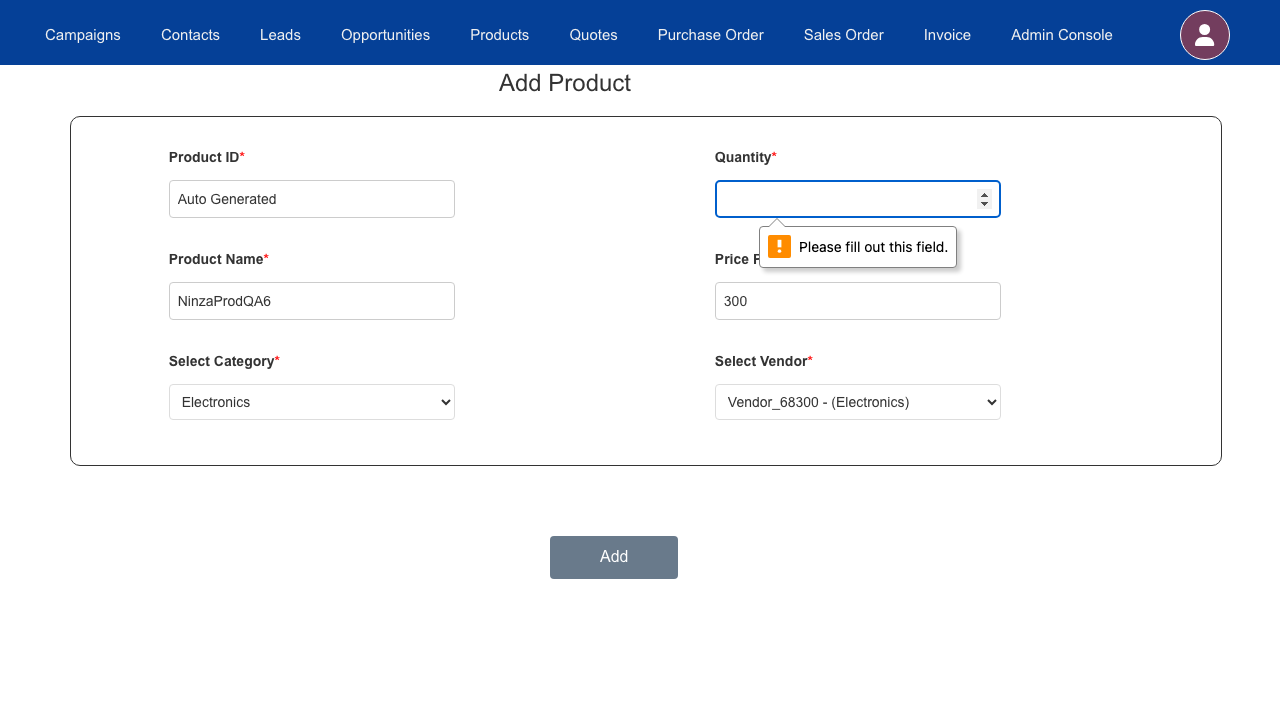 Campaigns Contacts Leads Opportunities Products Quotes Purchase Order Sales Order Invoice Admin Console
Add Product
Product ID*
Auto Generated
Quantity*
Please fill out this field.
Product Name*
NinzaProdQA6
Price
300
Select Category*
Electronics
Select Vendor*
Vendor_68300 - (Electronics)
Add